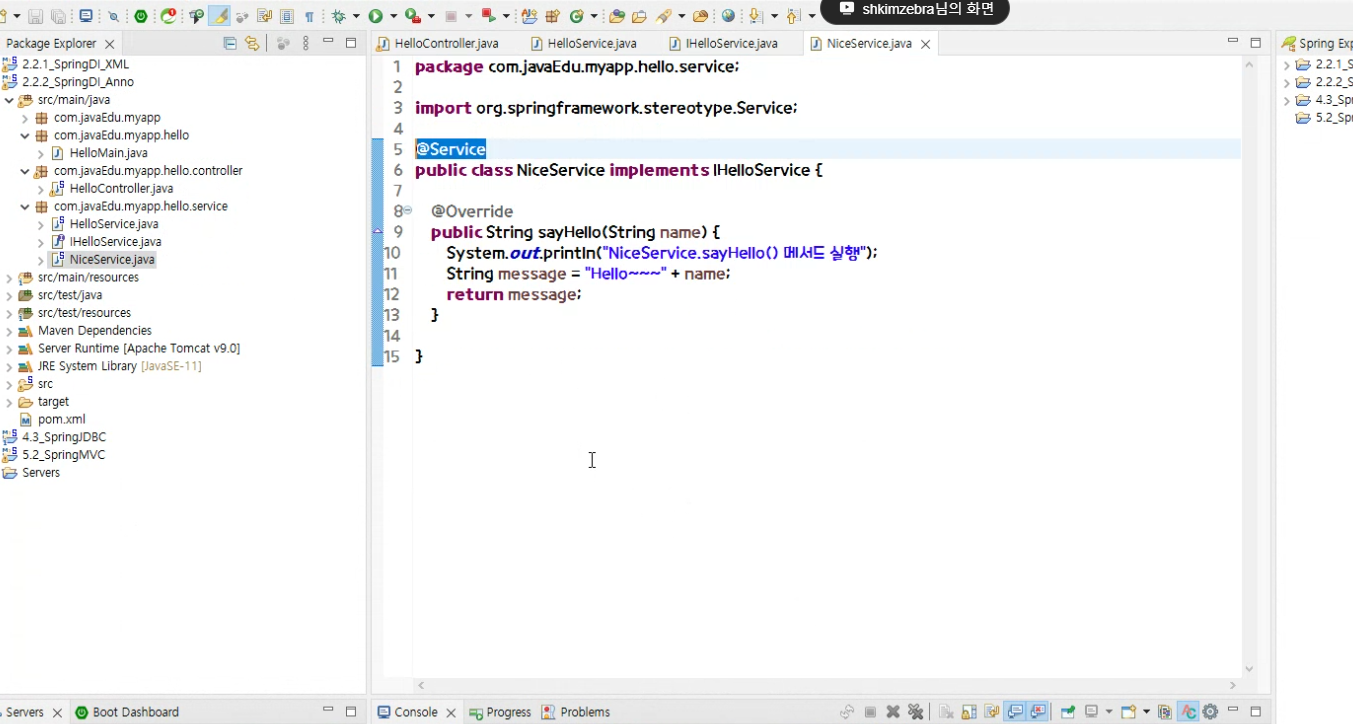 shkimzebra님의 화면
Package Explorer
2.2.1_SpringDI_XML
2.2.2_SpringDI_Anno
src/main/java
com.javaEdu.myapp
com.javaEdu.myapp.hello
HelloMain.java
com.javaEdu.myapp.hello.controller
HelloController.java
com.javaEdu.myapp.hello.service
HelloService.java
IHelloService.java
NiceService.java
src/main/resources
src/test/java
src/test/resources
Maven Dependencies
Server Runtime [Apache Tomcat v9.0]
JRE System Library [JavaSE-11]
src
target
pom.xml
4.3_SpringJDBC
5.2_SpringMVC
Servers
HelloController.java HelloService.java IHelloService.java NiceService.java
1 package com.javaEdu.myapp.hello.service;
2
3 import org.springframework.stereotype.Service;
4
5 @Service
6 public class NiceService implements IHelloService {
7
8 @Override
9 public String sayHello(String name) {
10 System.out.println("NiceService.sayHello() 메서드 실행");
11 String message = "Hello~~~" + name;
12 return message;
13 }
14
15 }
Spring Exp
2.2.1_S
2.2.2_S
4.3_Spr
5.2_Spr
Servers Boot Dashboard
Console Progress Problems